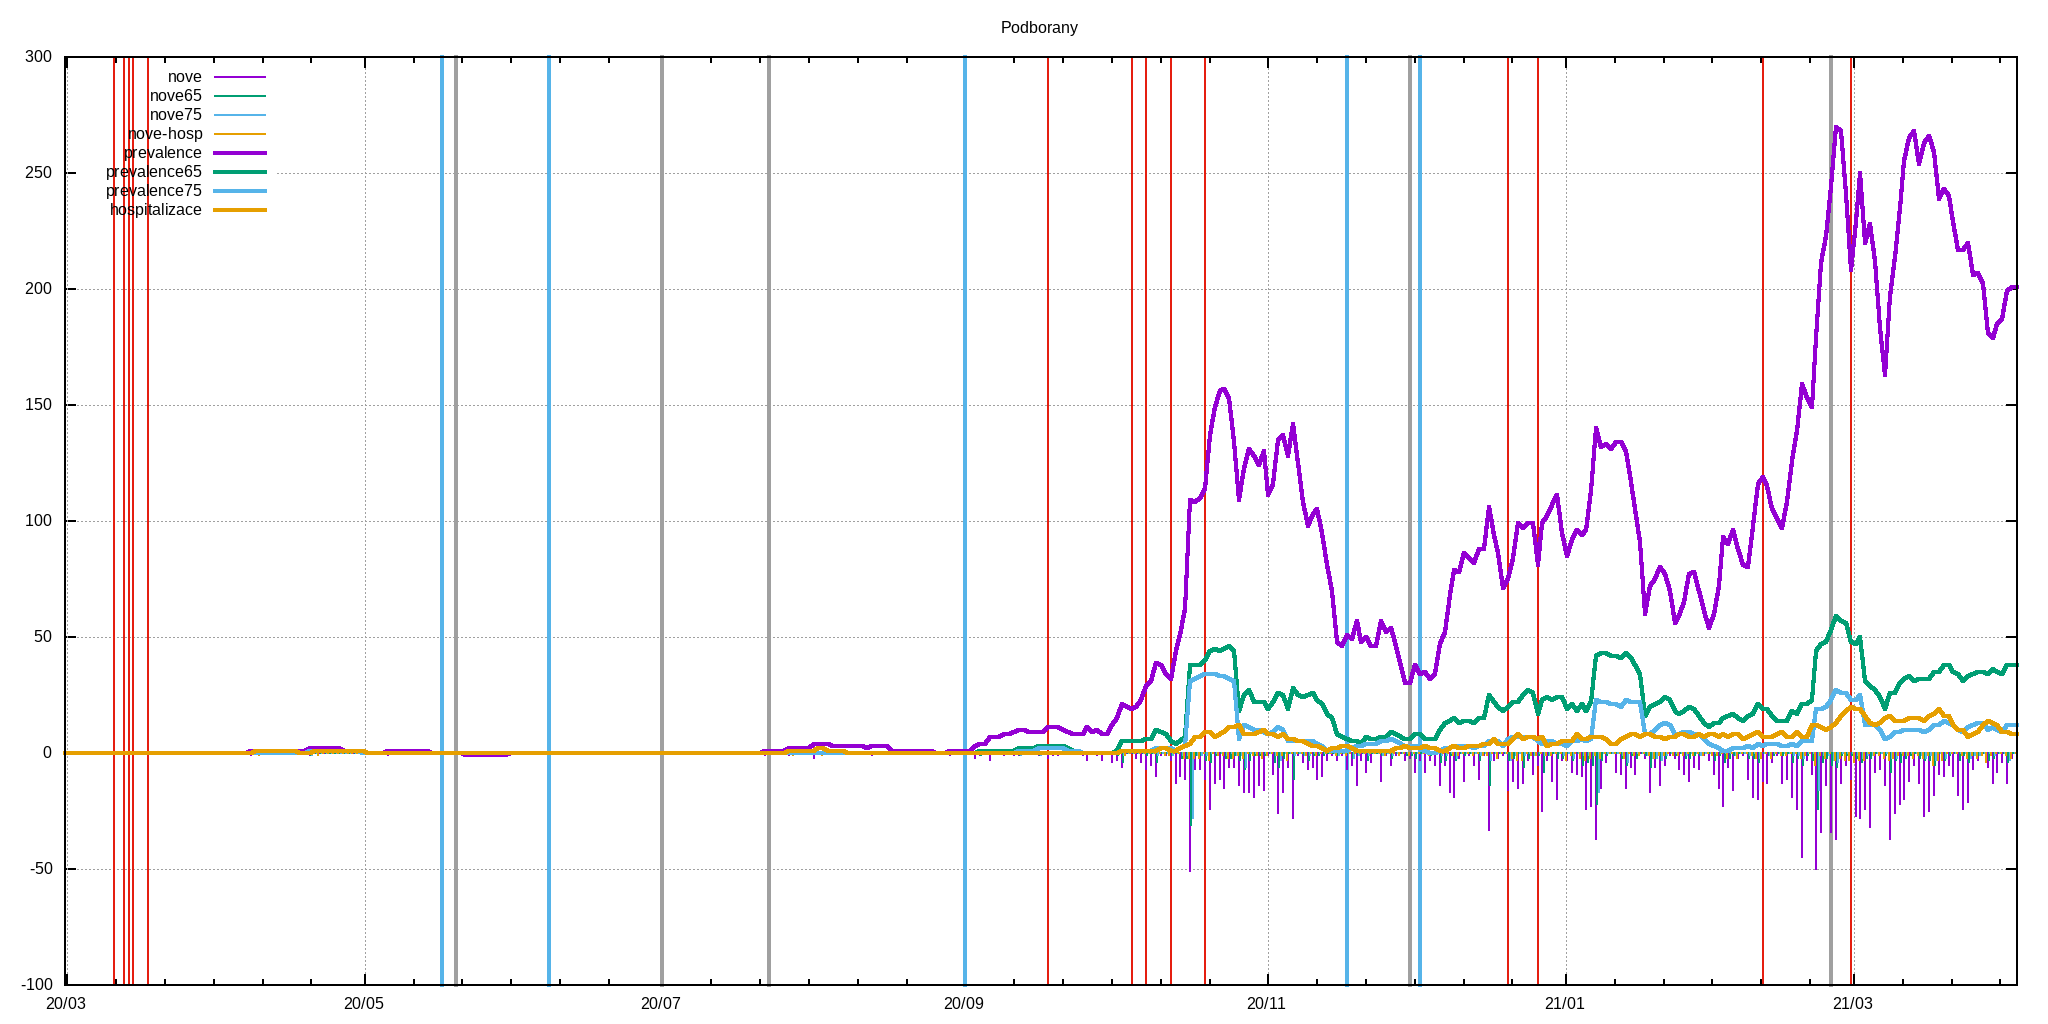 Podborany
300
250
200
150
100
50
0
-50
-100
nove
nove65
nove75
nove-hosp
prevalence
prevalence65
prevalence75
hospitalizace
20/03 20/05 20/07 20/09 20/11 21/01 21/03